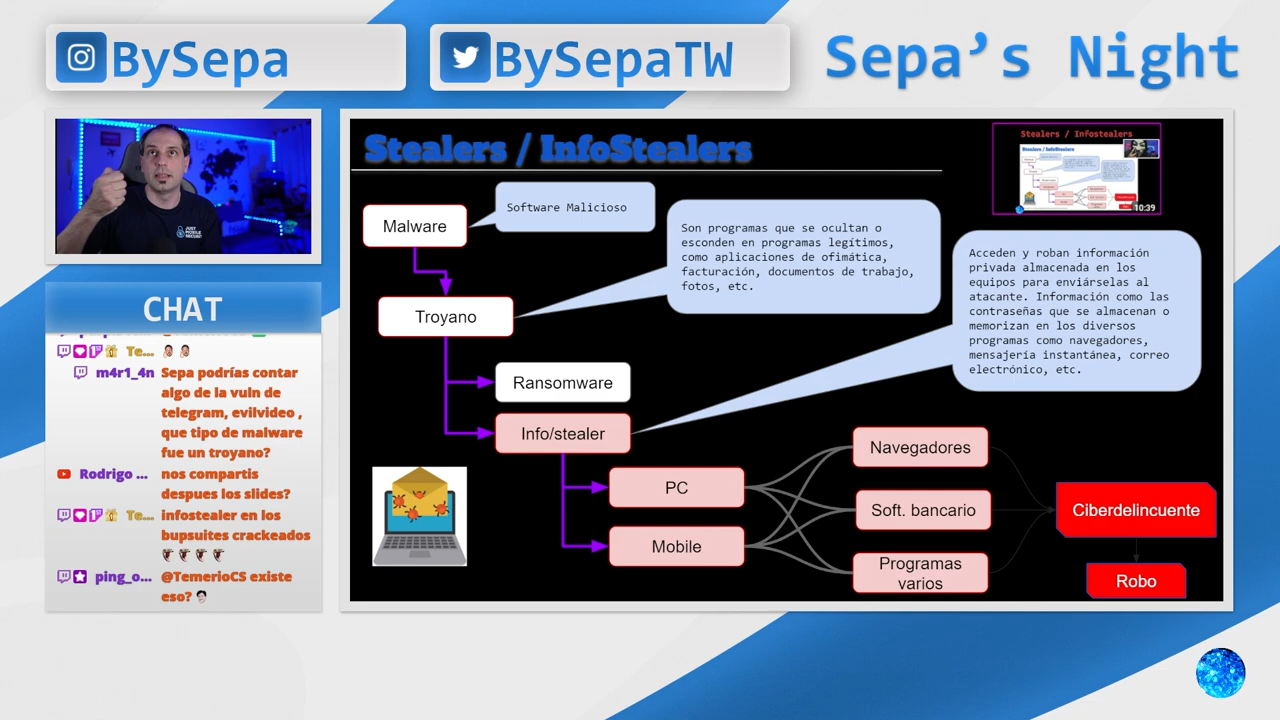 BySepa
BySepaTW
Sepa's Night
CHAT
Te...
m4r1_4n Sepa podrías contar
algo de la vuln de
telegram, evilvideo ,
que tipo de malware
fue un troyano?
Rodrigo ... nos compartis
despues los slides?
Te... infostealer en los
bupsuites crackeados
ping_o... @TemerioCS existe
eso?
Stealers / InfoStealers
Stealers / Infostealers
10:39
Malware
Software Malicioso
Son programas que se ocultan o
esconden en programas legítimos,
como aplicaciones de ofimática,
facturación, documentos de trabajo,
fotos, etc.
Acceden y roban información
privada almacenada en los
equipos para enviárselas al
atacante. Información como las
contraseñas que se almacenan o
memorizan en los diversos
programas como navegadores,
mensajería instantánea, correo
electrónico, etc.
Troyano
Ransomware
Info/stealer
PC
Mobile
Navegadores
Soft. bancario
Programas
varios
Ciberdelincuente
Robo